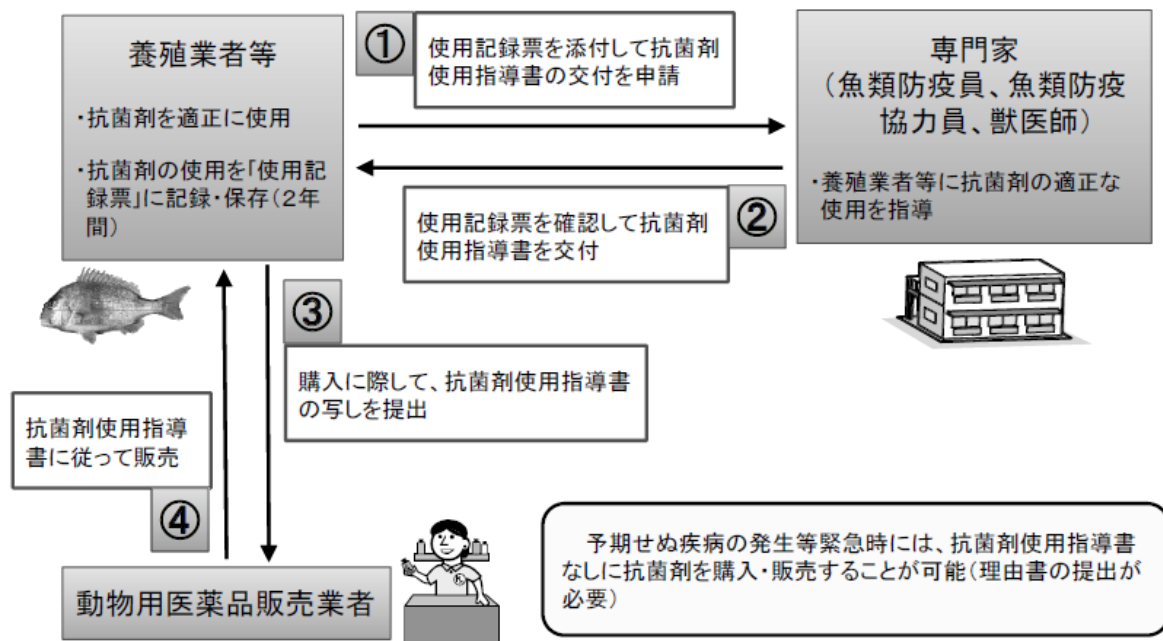 養殖業者等
・抗菌剤を適正に使用
・抗菌剤の使用を「使用記
録票」に記録・保存(2年
間)
①
使用記録票を添付して抗菌剤
使用指導書の交付を申請
専門家
(魚類防疫員、魚類防疫
協力員、獣医師)
・養殖業者等に抗菌剤の適正な
使用を指導
②
使用記録票を確認して抗菌剤
使用指導書を交付
③
購入に際して、抗菌剤使用指導書
の写しを提出
抗菌剤使用指導
書に従って販売
④
動物用医薬品販売業者
予期せぬ疾病の発生等緊急時には、抗菌剤使用指導書
なしに抗菌剤を購入・販売することが可能(理由書の提出が
必要)